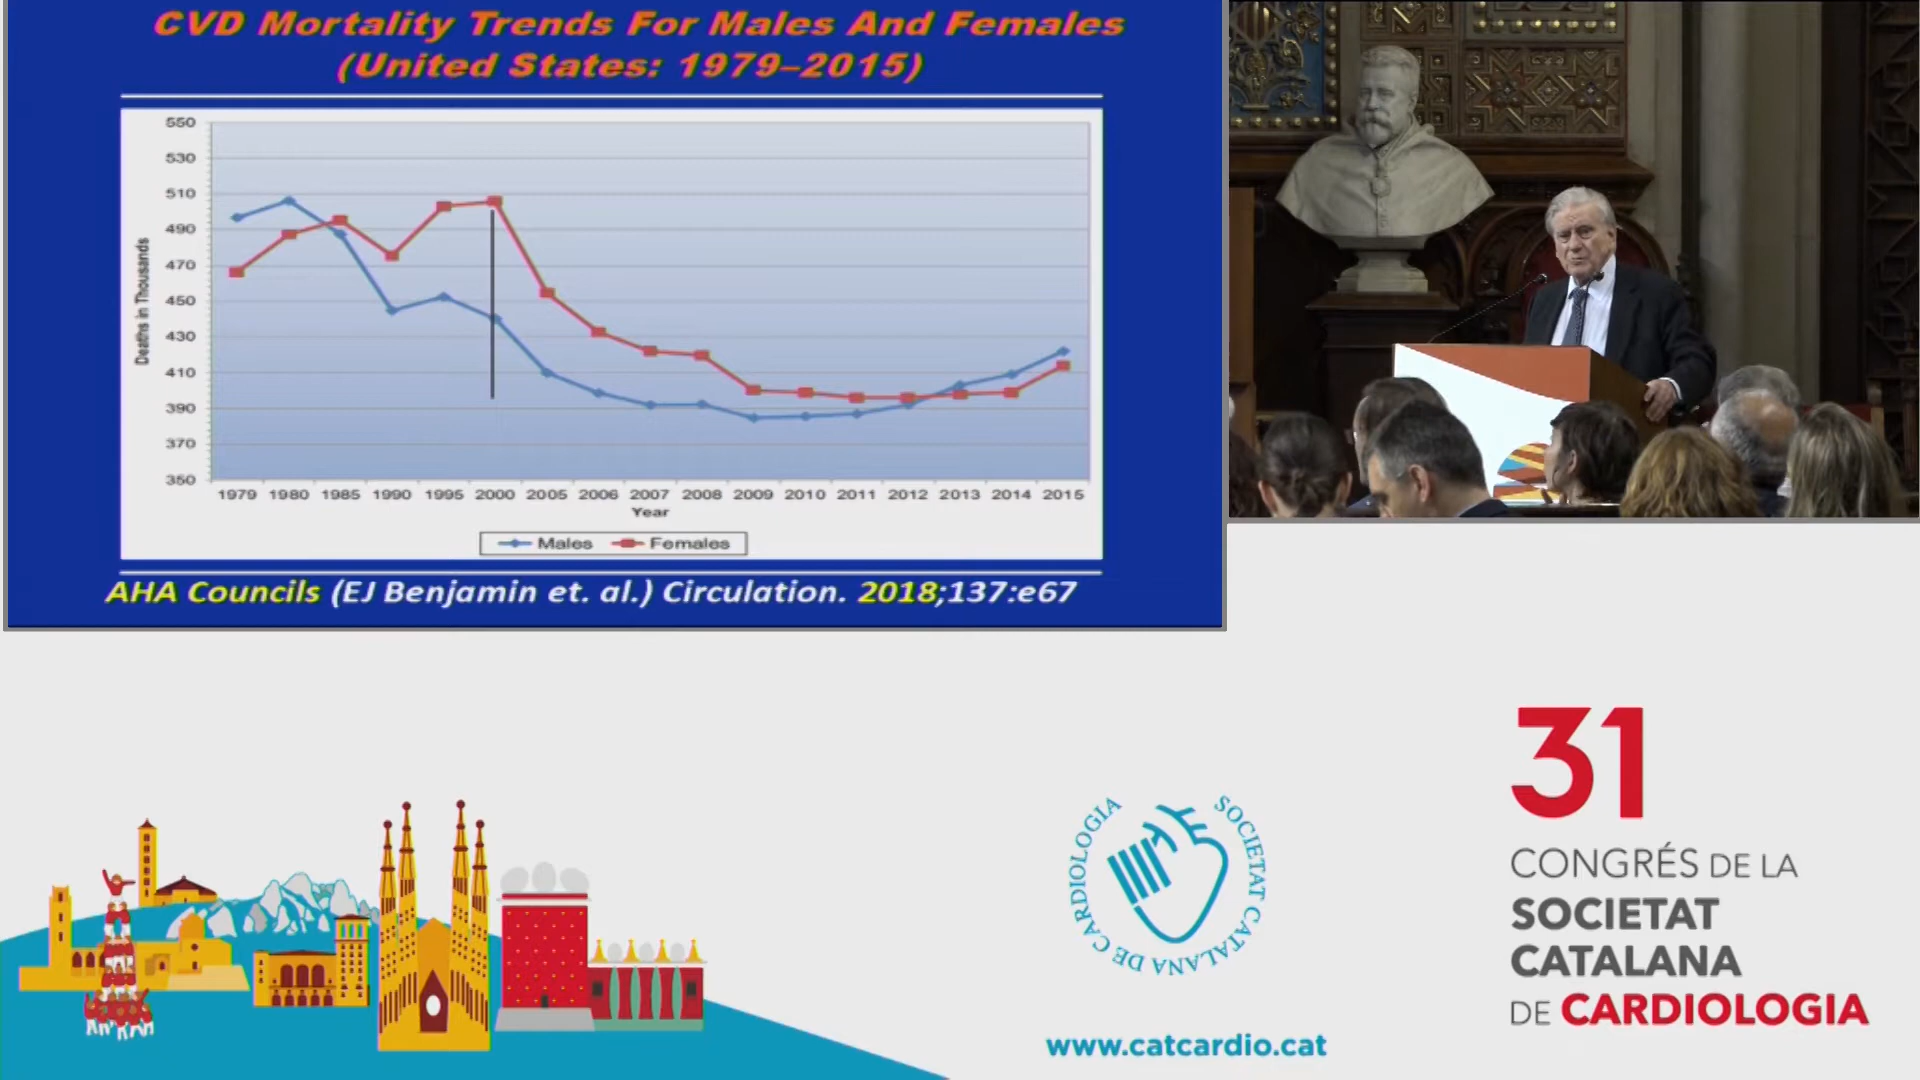 CVD Mortality Trends For Males And Females
(United States: 1979–2015)
550
530
510
490
470
450
430
410
390
370
350
Deaths in Thousands
1979 1980 1985 1990 1995 2000 2005 2006 2007 2008 2009 2010 2011 2012 2013 2014 2015
Year
Males Females
AHA Councils (EJ Benjamin et. al.) Circulation. 2018;137:e67
SOCIETAT CATALANA DE CARDIOLOGIA
www.catcardio.cat
31
CONGRÉS DE LA
SOCIETAT
CATALANA
DE CARDIOLOGIA